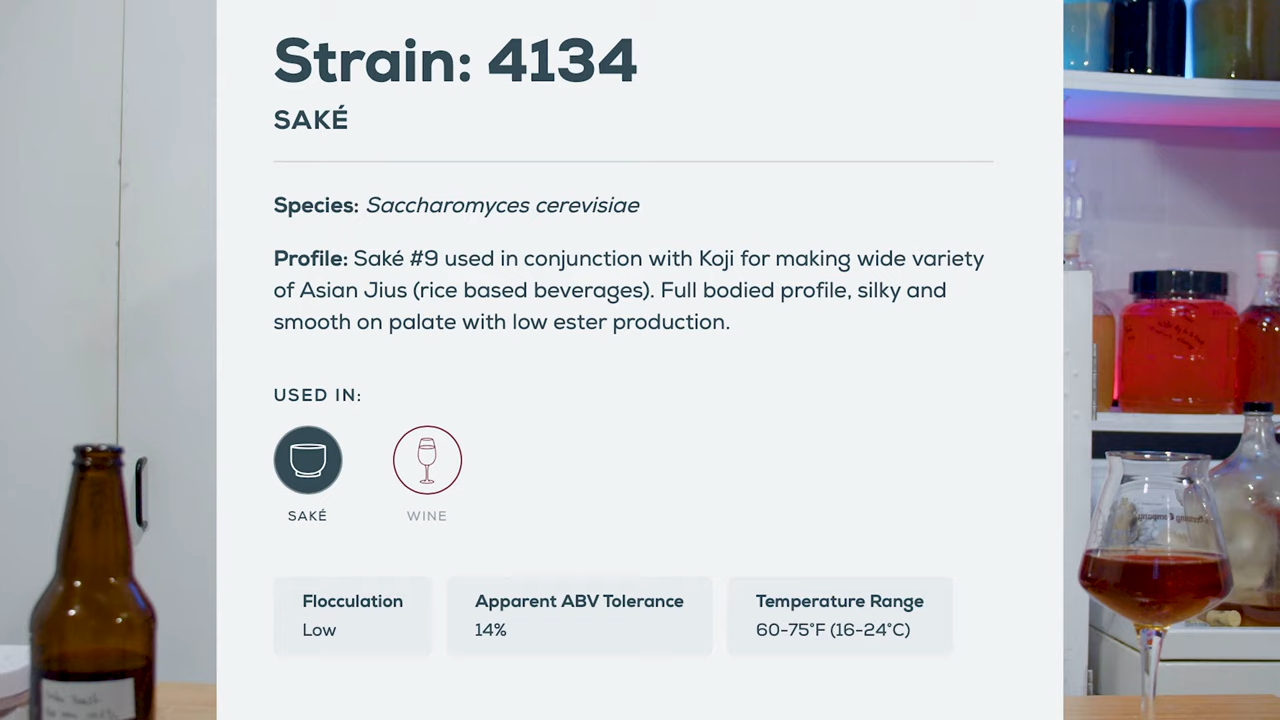 Strain: 4134
SAKÉ
Species: Saccharomyces cerevisiae
Profile: Saké #9 used in conjunction with Koji for making wide variety
of Asian Jius (rice based beverages). Full bodied profile, silky and
smooth on palate with low ester production.
USED IN:
SAKÉ
WINE
Flocculation
Low
Apparent ABV Tolerance
14%
Temperature Range
60-75°F (16-24°C)